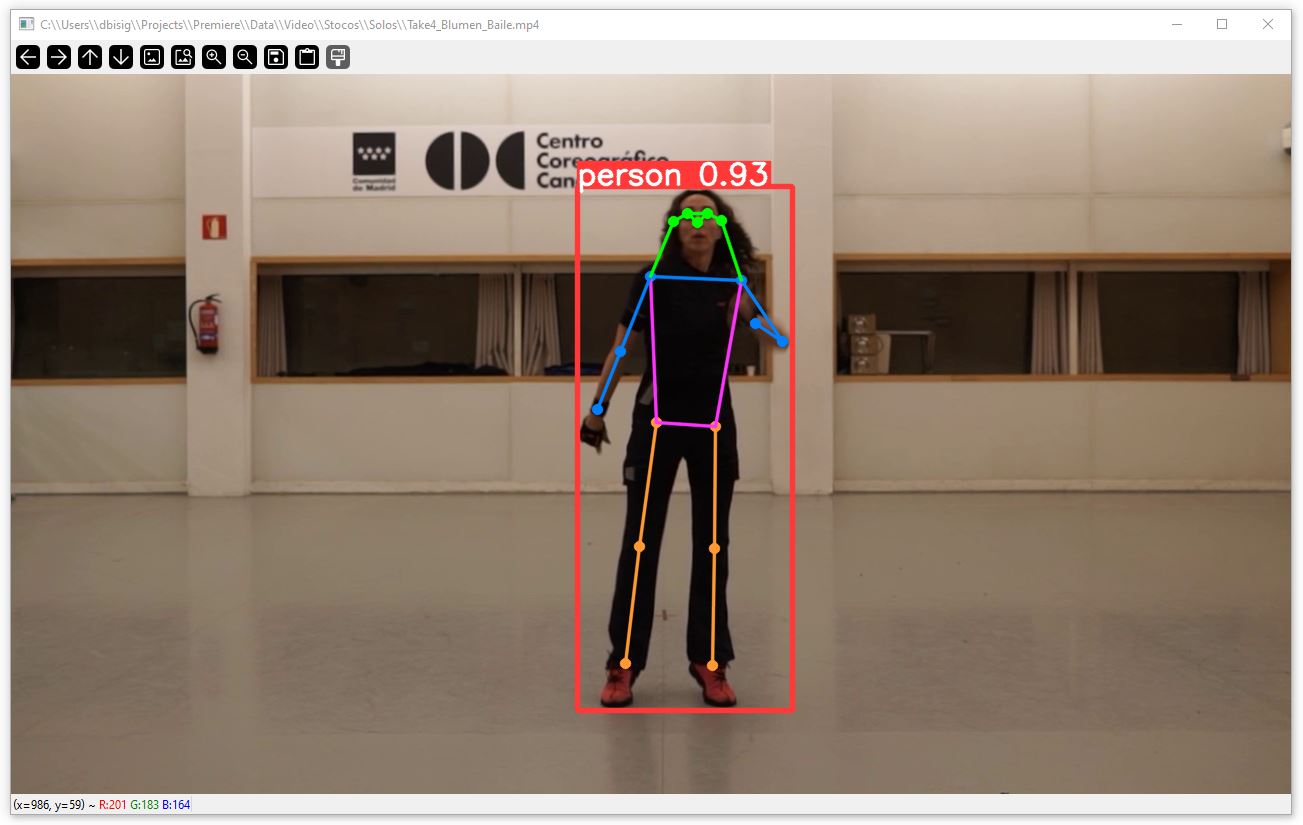 C:\\Users\\dbisig\\Projects\\Premiere\\Data\\Video\\Stocos\\Solos\\Take4_Blumen_Baile.mp4
Comunidad
de Madrid
Centro
Coreográfico
Can
person 0.93
(x=986, y=59) ~ R:201 G:183 B:164